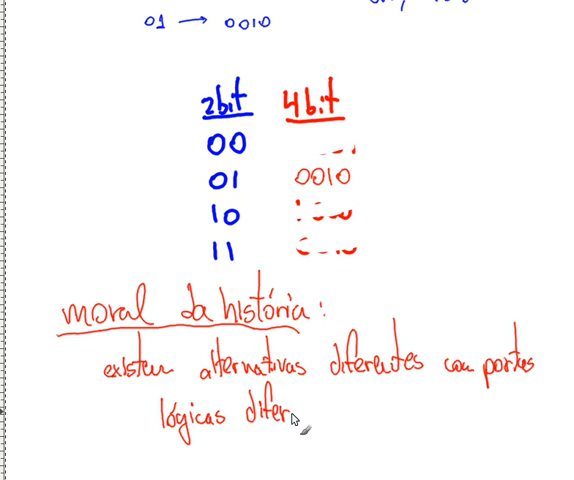 01 → 0010
2bit 4bit
00
01 0010
10
11
moral da história:
existem alternativas diferentes com portas
lógicas difer